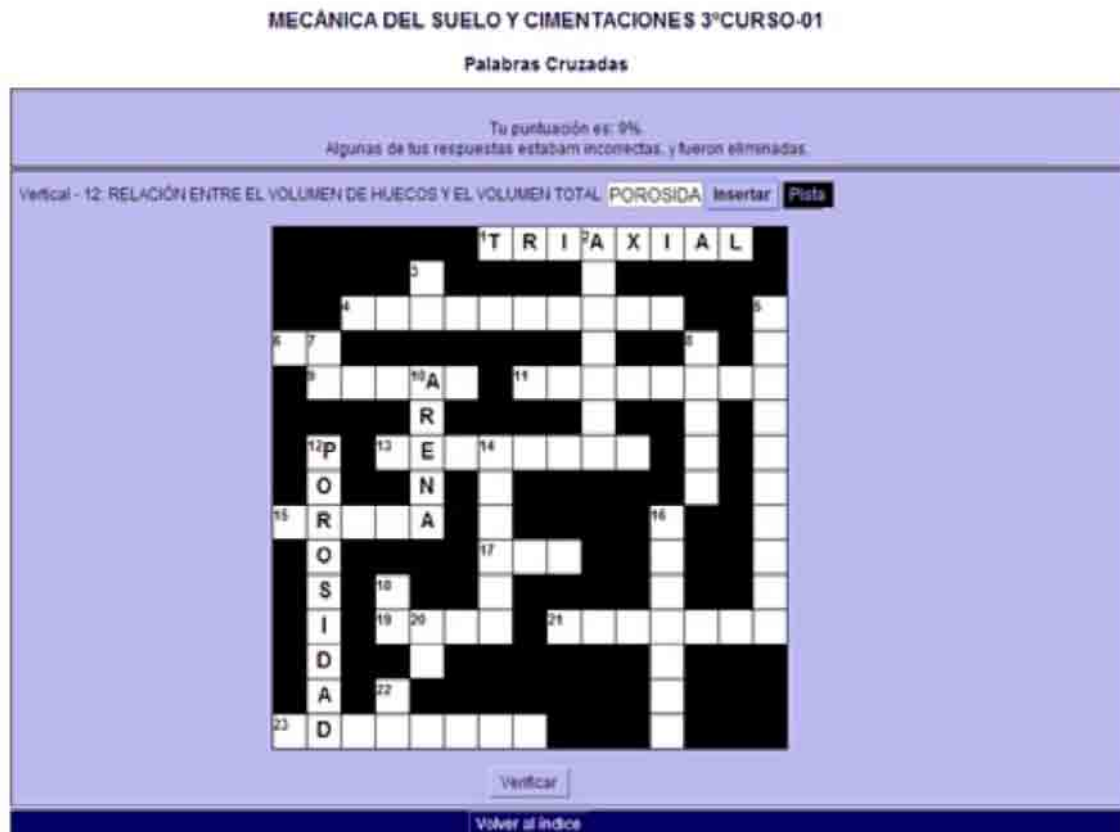 MECÁNICA DEL SUELO Y CIMENTACIONES 3ºCURSO-01
Palabras Cruzadas
Tu puntuación es: 9%.
Algunas de tus respuestas estabam incorrectas, y fueron eliminadas.
Vertical - 12: RELACIÓN ENTRE EL VOLUMEN DE HUECOS Y EL VOLUMEN TOTAL POROSIDA Insertar Pista
1 T R I 2 A X I A L
3
4 5
6 7 8
9 10 A 11
R
12 P 13 E 14
O N
15 R A 16
O 17
S 18
I 19 20 21
D
A 22
23 D
Verificar
Volver al índice